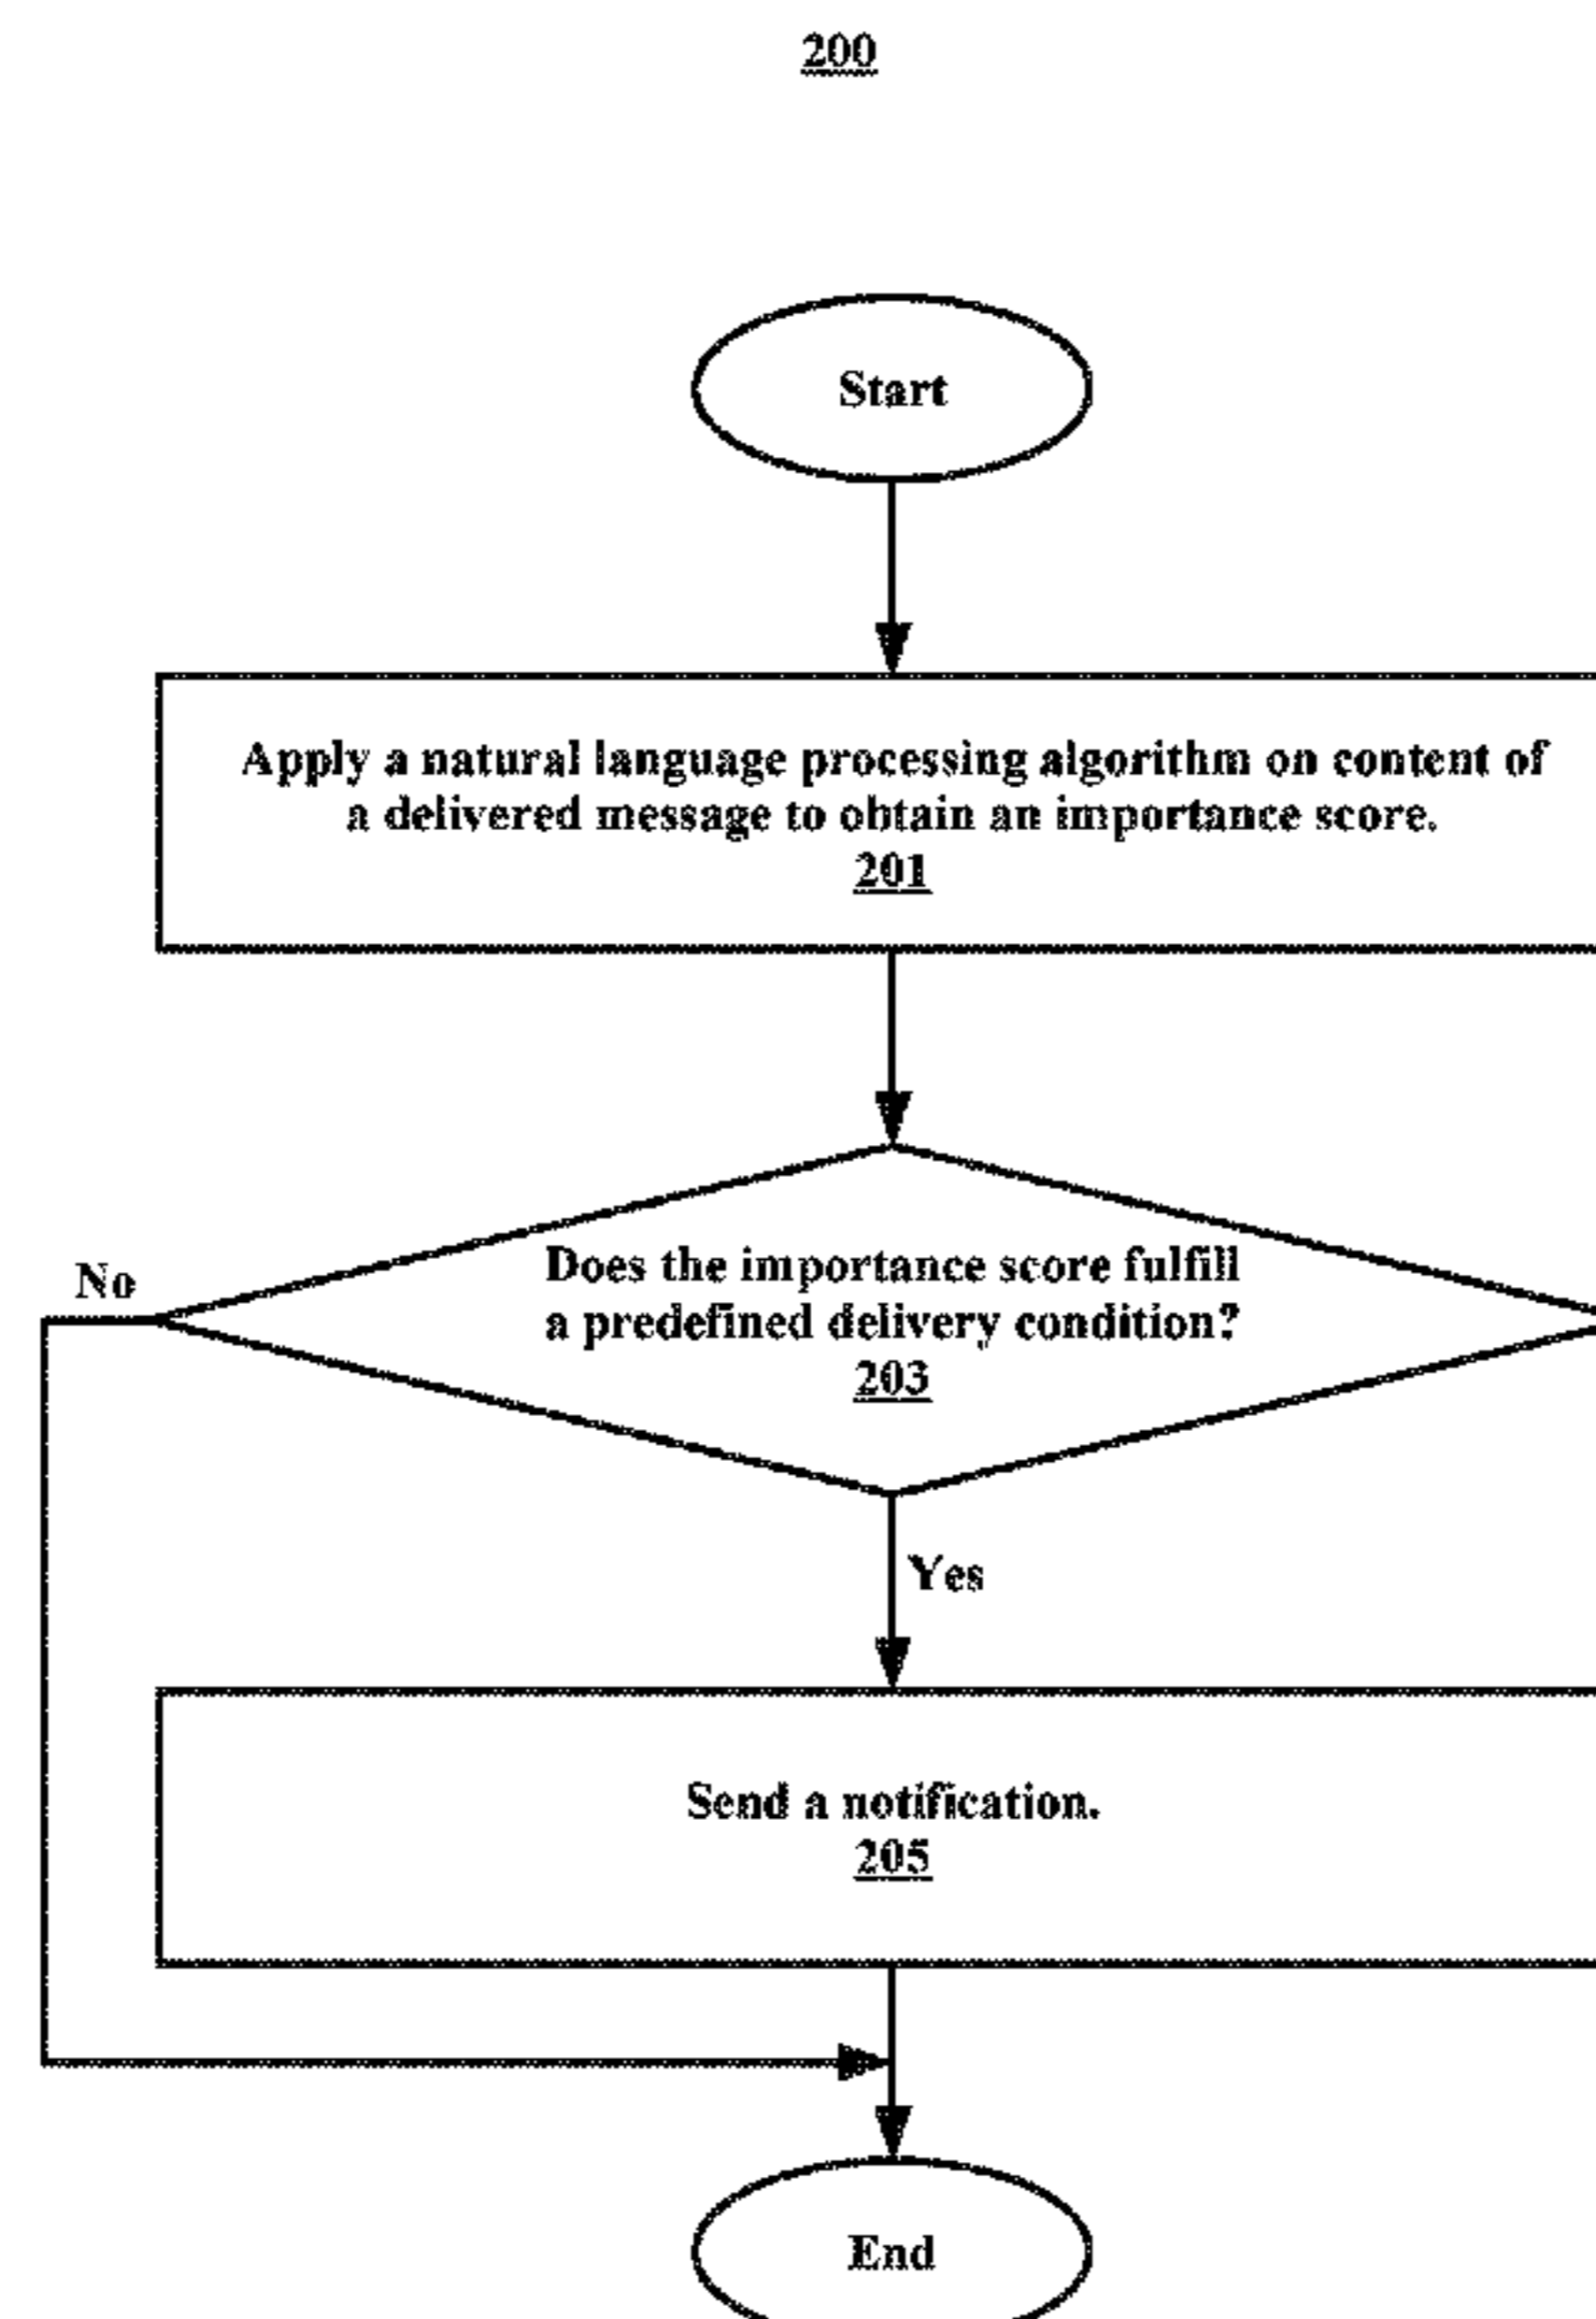 200
Start
Apply a natural language processing algorithm on content of
a delivered message to obtain an importance score.
201
Does the importance score fulfill
a predefined delivery condition?
203
No
Yes
Send a notification.
205
End